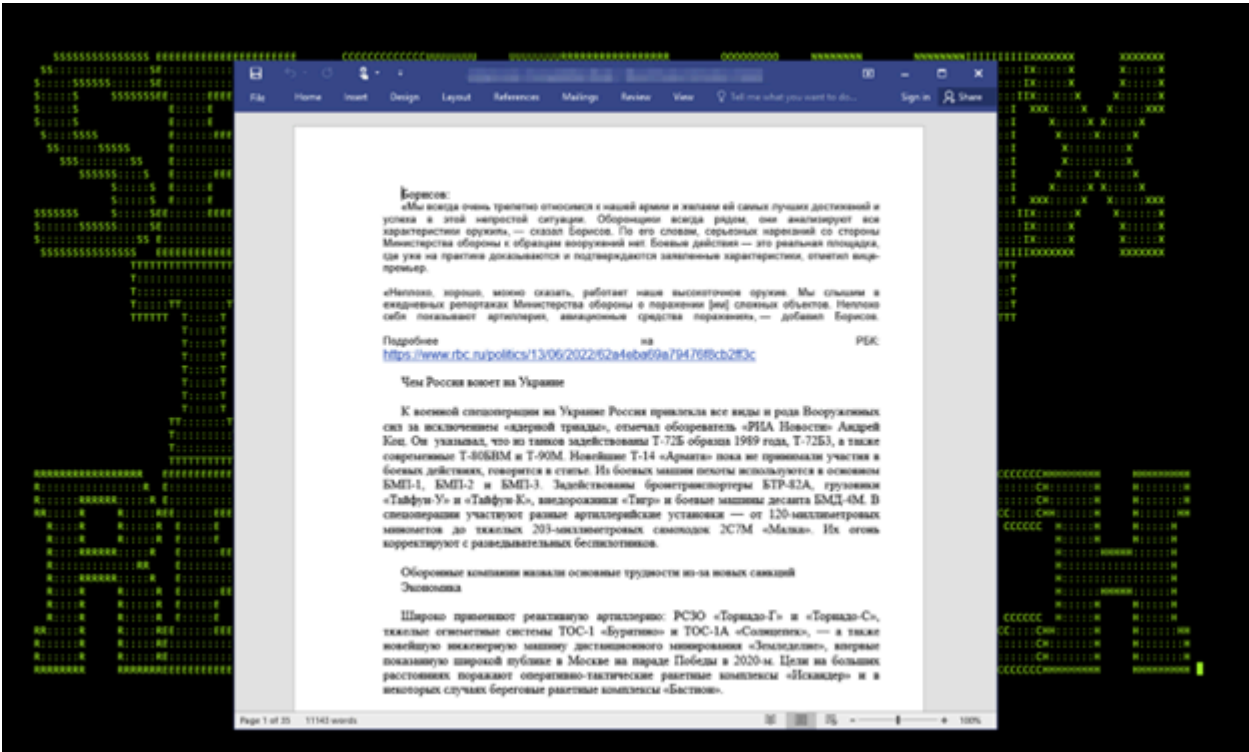 File Home Insert Design Layout References Mailings Review View Tell me what you want to do... Sign in Share
Борисов:
«Мы всегда очень трепетно относимся к нашей армии и желаем ей самых лучших достижений и
успеха в этой непростой ситуации. Оборонщики всегда рядом, они анализируют все
характеристики оружия», — сказал Борисов. По его словам, серьезных нареканий со стороны
Министерства обороны к образцам вооружений нет. Боевые действия — это реальная площадка,
где уже на практике доказываются и подтверждаются заявленные характеристики, отметил вице-
премьер.
«Неплохо, хорошо, можно сказать, работает наше высокоточное оружие. Мы слышим в
ежедневных репортажах Министерства обороны о поражении [им] сложных объектов. Неплохо
себя показывают артиллерия, авиационные средства поражения», — добавил Борисов.
Подробнее на РБК:
https://www.rbc.ru/politics/13/06/2022/62a4eba69a79476f8cb2ff3c
Чем Россия воюет на Украине
К военной спецоперации на Украине Россия привлекла все виды и рода Вооруженных
сил за исключением «ядерной триады», отмечал обозреватель «РИА Новости» Андрей
Коц. Он указывал, что из танков задействованы Т-72Б образца 1989 года, Т-72Б3, а также
современные Т-80БВМ и Т-90М. Новейшие Т-14 «Армата» пока не принимали участия в
боевых действиях, говорится в статье. Из боевых машин пехоты используются в основном
БМП-1, БМП-2 и БМП-3. Задействованы бронетранспортеры БТР-82А, грузовики
«Тайфун-У» и «Тайфун-К», внедорожники «Тигр» и боевые машины десанта БМД-4М. В
спецоперации участвуют разные артиллерийские установки — от 120-миллиметровых
минометов до тяжелых 203-миллиметровых самоходок 2С7М «Малка». Их огонь
корректируют с разведывательных беспилотников.
Оборонные компании назвали основные трудности из-за новых санкций
Экономика
Широко применяют реактивную артиллерию: РСЗО «Торнадо-Г» и «Торнадо-С»,
тяжелые огнеметные системы ТОС-1 «Буратино» и ТОС-1А «Солнцепек», — а также
новейшую инженерную машину дистанционного минирования «Земледелие», впервые
показанную широкой публике в Москве на параде Победы в 2020-м. Цели на больших
расстояниях поражают оперативно-тактические ракетные комплексы «Искандер» и в
некоторых случаях береговые ракетные комплексы «Бастион».
Page 1 of 35 11143 words 100%